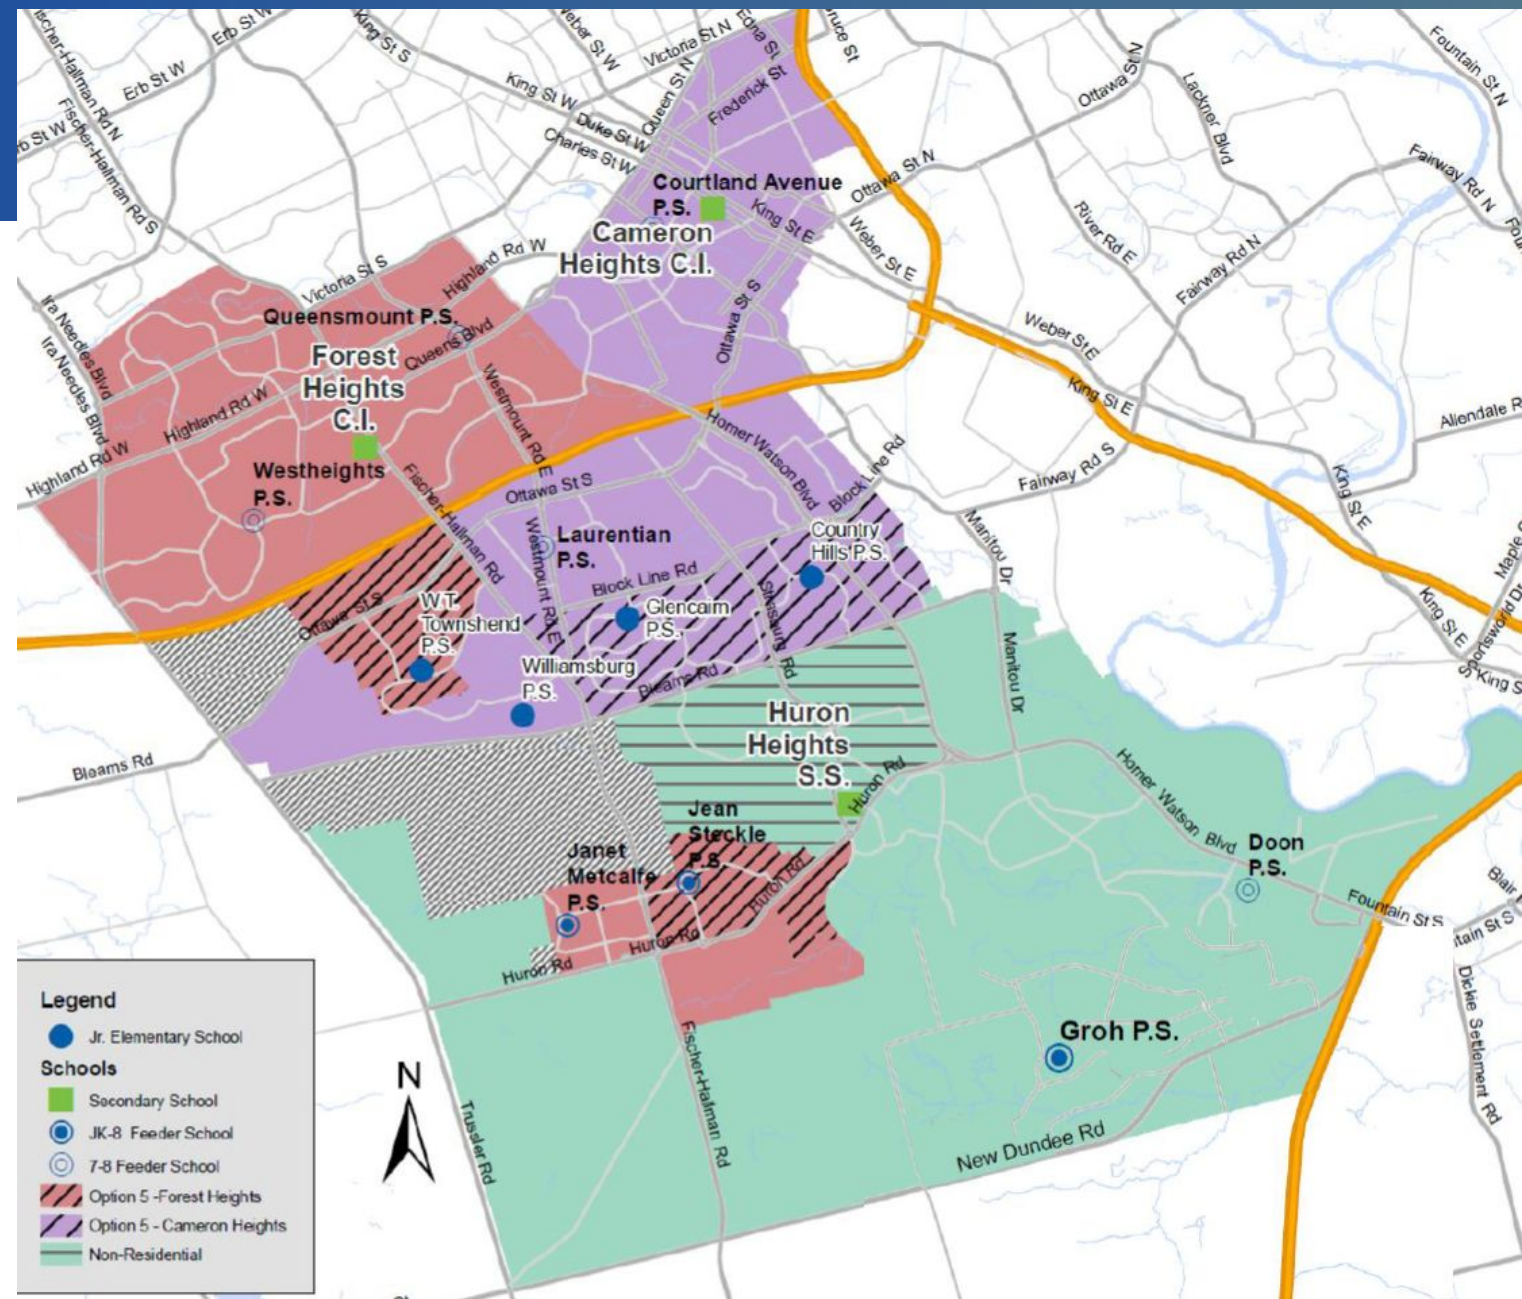 Erb St W
King St S
Weber St W
Victoria St N
Edna St
Bruce St
Fountain St N
Fischer-Hallman Rd N
Erb St W
King St W
Queen St N
Frederick St
Ottawa St N
Lackner Blvd
Duke St W
Charles St W
Fischer-Hallman Rd S
Courtland Avenue
P.S.
Ottawa St N
Fairway Rd N
King St E
Cameron
Heights C.I.
Weber St E
River Rd E
Fairway Rd N
Victoria St S
Highland Rd W
Queensmount P.S.
Queens Blvd
Ottawa St S
Weber St E
Ira Needles Blvd
Ira Needles Blvd
Forest
Heights
C.I.
Westmount Rd E
King St E
Highland Rd W
Homer Watson Blvd
Allendale R
Highland Rd W
Westheights
P.S.
Fischer-Hallman Rd
Ottawa St S
Block Line Rd
Fairway Rd S
King St E
Manitou Dr
Maple G
Laurentian
P.S.
Westmount Rd E
Country
Hills P.S.
Block Line Rd
Ottawa St S
W.T.
Townshend
P.S.
Glencairn
P.S.
Strasburg Rd
King St E
Sportsworld Dr
Williamsburg
P.S.
Bleams Rd
Manitou Dr
King S
Huron
Heights
S.S.
Bleams Rd
Huron Rd
Homer Watson Blvd
Jean
Steckle
P.S.
Janet
Metcalfe
P.S.
Huron Rd
Doon
P.S.
Blair
Fountain St S
ntain St S
Huron Rd
Huron Rd
Dickie Settlement Rd
Legend
Jr. Elementary School
Schools
Secondary School
JK-8 Feeder School
7-8 Feeder School
Option 5 -Forest Heights
Option 5 - Cameron Heights
Non-Residential
N
Trussler Rd
Fischer-Hallman Rd
Groh P.S.
New Dundee Rd